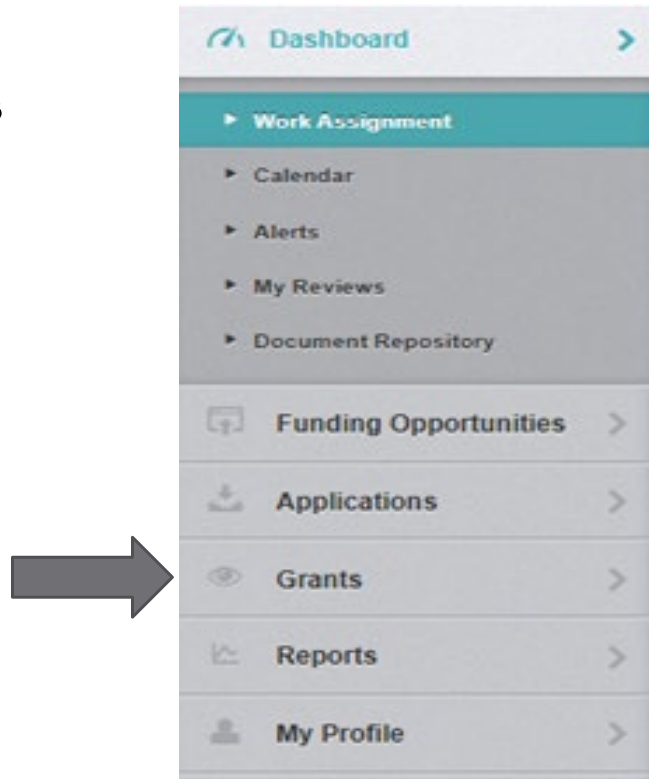 Dashboard
Work Assignment
Calendar
Alerts
My Reviews
Document Repository
Funding Opportunities
Applications
Grants
Reports
My Profile